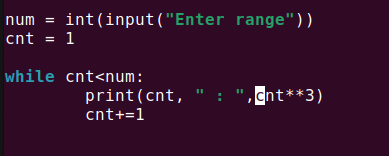 num = int(input("Enter range"))
cnt = 1

while cnt<num:
        print(cnt, " : ",cnt**3)
        cnt+=1